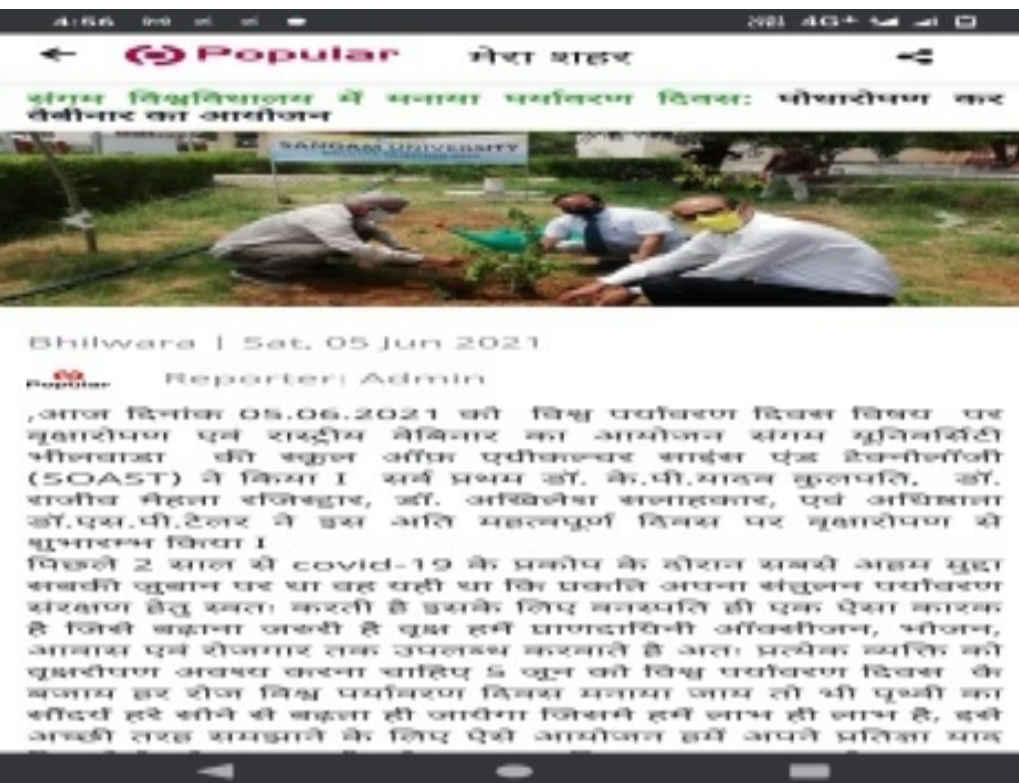 4:56
4G+
Popular मेरा शहर
संगम विश्वविधालय में मनाया पर्यावरण दिवस: पोधारोपण कर
वेबीनार का आयोजन
SANGAM UNIVERSITY
Bhilwara | Sat, 05 Jun 2021
Popular Reporter: Admin
,आज दिनांक 05.06.2021 को विश्व पर्यावरण दिवस विषय पर
वृक्षारोपण एवं रास्ट्रीय वेबिनार का आयोजन संगम यूनिवर्सिटी
भीलवाडा की स्कूल ऑफ़ एग्रीकल्चर साइंस एंड टेक्नोलॉजी
(SOAST) ने किया I सर्व प्रथम डॉ. के.पी.यादव कुलपति, डॉ.
राजीव मेहता रजिस्ट्रार, डॉ. अखिलेश सलाहकार, एवं अधिष्ठाता
डॉ.एस.पी.टेलर ने इस अति महत्वपूर्ण दिवस पर वृक्षारोपण से
शुभारम्भ किया I
पिछले 2 साल से covid-19 के प्रकोप के दोरान सबसे अहम मुद्दा
सबकी जुबान पर था वह यही था कि प्रकति अपना संतुलन पर्यावरण
संरक्षण हेतु स्वतः करती है इसके लिए वनस्पति ही एक ऐसा कारक
है जिसे बढ़ाना जरुरी है वृक्ष हमें प्राणदायिनी ऑक्सीजन, भोजन,
आवास एवं रोजगार तक उपलब्ध करवाते है अतः प्रत्येक व्यक्ति को
वृक्षरोपण अवश्य करना चाहिए 5 जून को विश्व पर्यावरण दिवस के
बजाय हर रोज विश्व पर्यावरण दिवस मनाया जाय तो भी पृथ्वी का
सौंदर्य हरे सोने से बढ़ता ही जायेगा जिसमे हमें लाभ ही लाभ है, इसे
अच्छी तरह समझाने के लिए ऐसे आयोजन हमें अपने प्रतिज्ञा याद